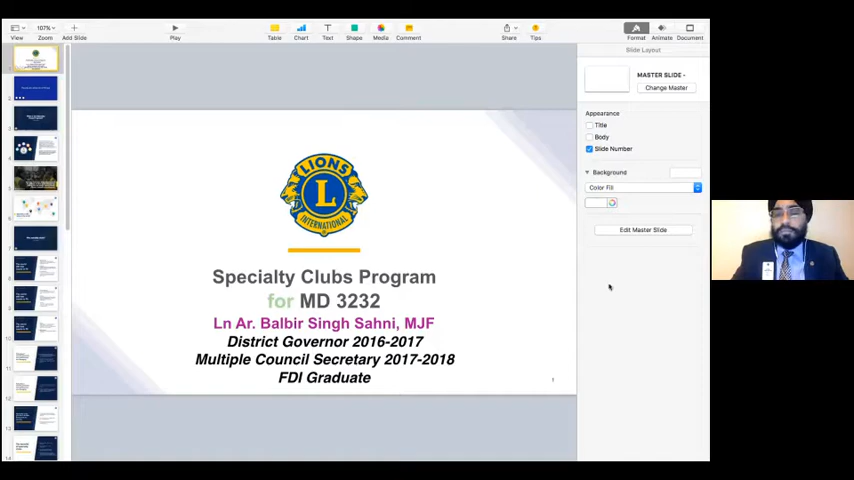 107%
View
Zoom
Add Slide
Play
Table
Chart
Text
Shape
Media
Comment
Share
Tips
Format
Animate
Document
Slide Layout
MASTER SLIDE -
Change Master
Appearance
Title
Body
Slide Number
Background
Color Fill
Edit Master Slide
LIONS
L
INTERNATIONAL
Specialty Clubs Program
for MD 3232
Ln Ar. Balbir Singh Sahni, MJF
District Governor 2016-2017
Multiple Council Secretary 2017-2018
FDI Graduate
1